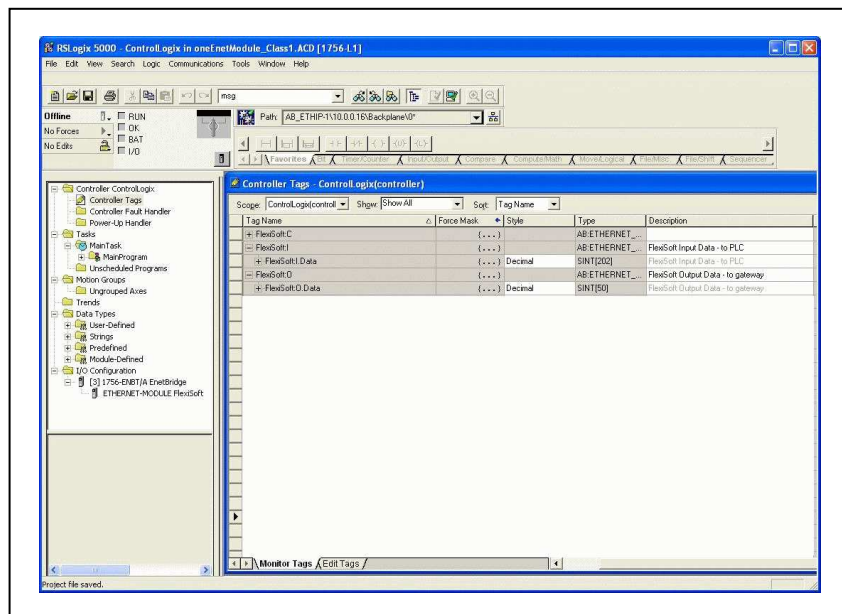 RSLogix 5000 - ControlLogix in oneEnetModule_Class1.ACD [1756-L1]
File Edit View Search Logic Communications Tools Window Help
msg
Offline
RUN
No Forces
OK
BAT
No Edits
I/O
Path: AB_ETHIP-1\10.0.0.16\Backplane\0*
Favorites Bit Timer/Counter Input/Output Compare Compute/Math Move/Logical File/Misc. File/Shift Sequencer
Controller ControlLogix
Controller Tags
Controller Fault Handler
Power-Up Handler
Tasks
MainTask
MainProgram
Unscheduled Programs
Motion Groups
Ungrouped Axes
Trends
Data Types
User-Defined
Strings
Predefined
Module-Defined
I/O Configuration
[3] 1756-ENBT/A EnetBridge
ETHERNET-MODULE FlexiSoft
Controller Tags - ControlLogix(controller)
Scope: ControlLogix(controll Show: Show All Sort: Tag Name
Tag Name Force Mask Style Type Description
FlexiSoft:C {...} AB:ETHERNET_...
FlexiSoft:I {...} AB:ETHERNET_... FlexiSoft Input Data - to PLC
FlexiSoft:I.Data {...} Decimal SINT[202] FlexiSoft Input Data - to PLC
FlexiSoft:O {...} AB:ETHERNET_... FlexiSoft Output Data - to gateway
FlexiSoft:O.Data {...} Decimal SINT[50] FlexiSoft Output Data - to gateway
Monitor Tags Edit Tags
Project file saved.